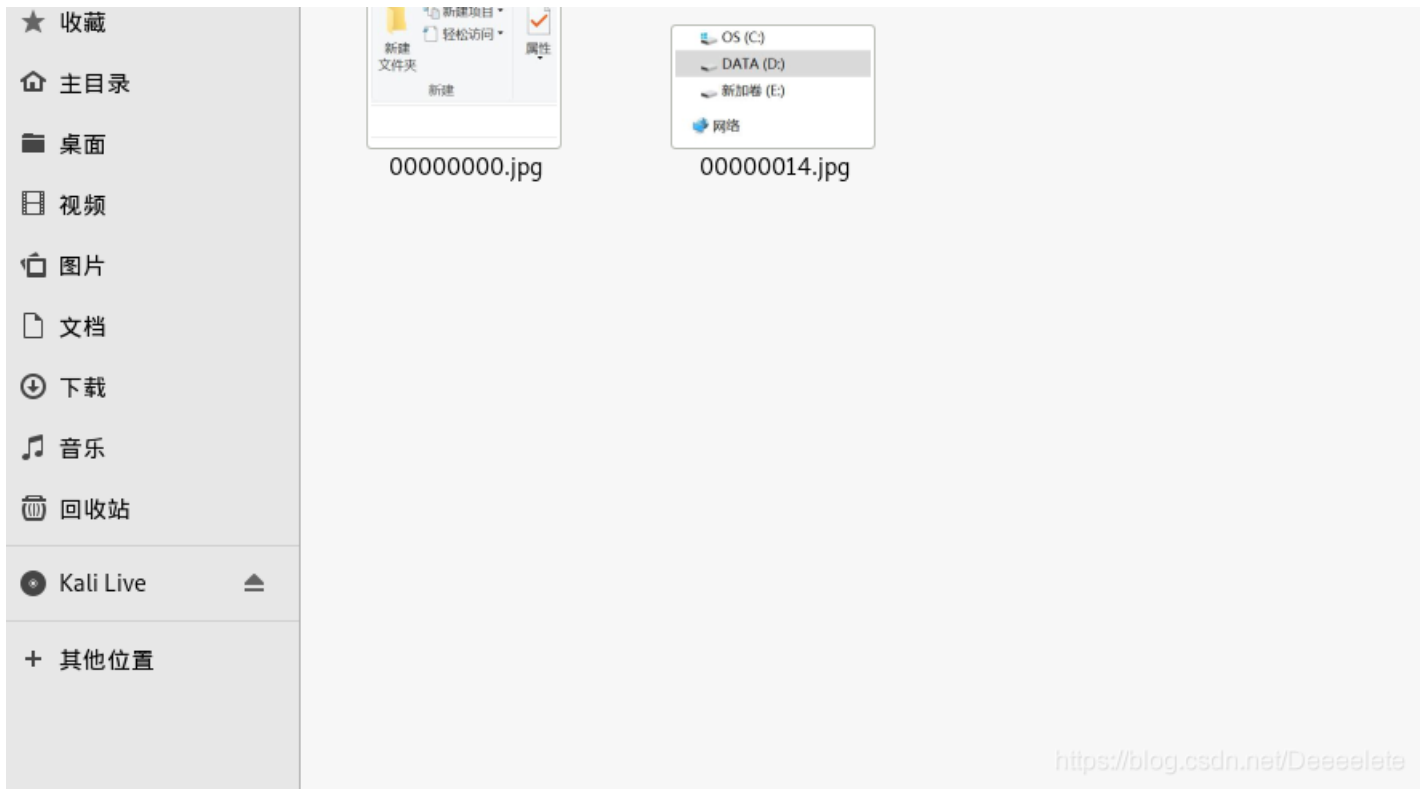 收藏
主目录
桌面
视频
图片
文档
下载
音乐
回收站
Kali Live
其他位置
新建项目
轻松访问
新建
文件夹
属性
新建
00000000.jpg
OS (C:)
DATA (D:)
新加卷 (E:)
网络
00000014.jpg
https://blog.csdn.net/Deeeelete